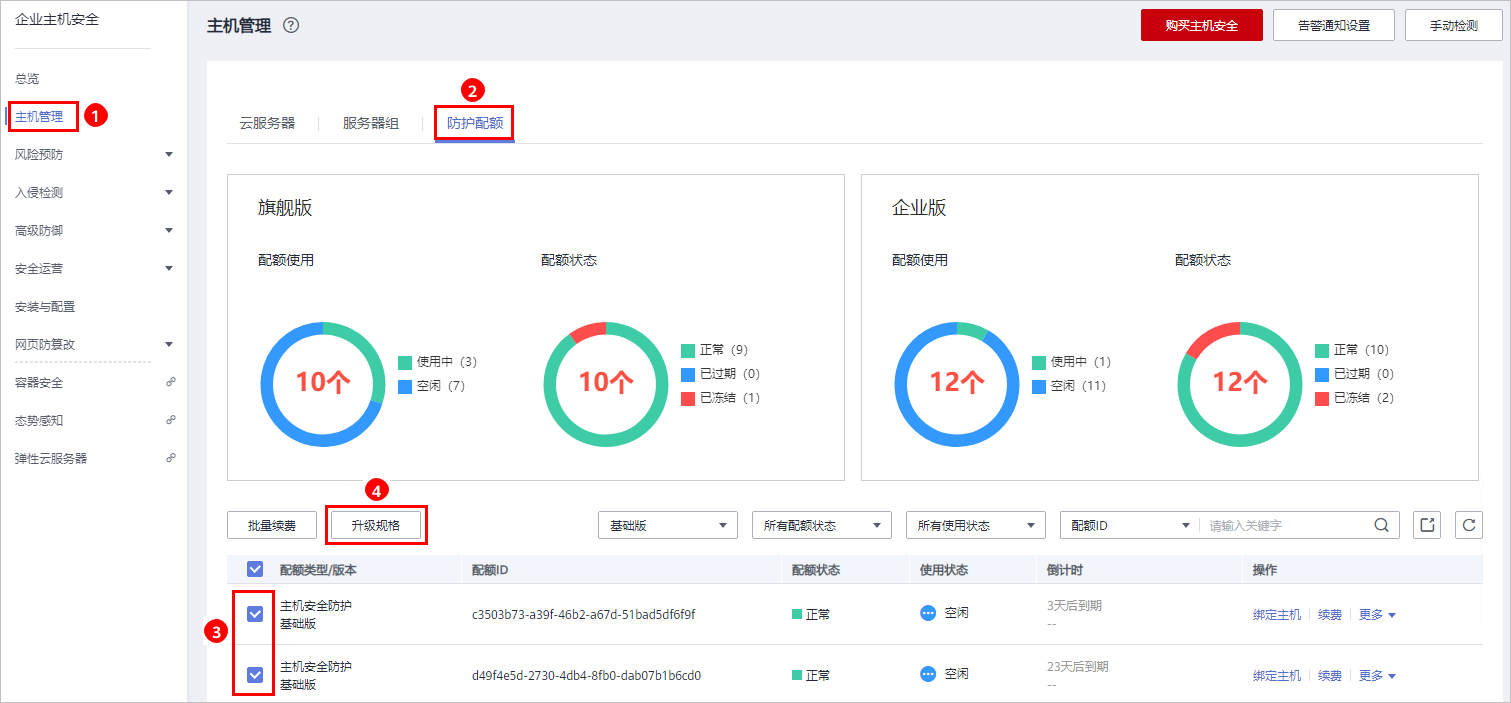 企业主机安全
总览
主机管理
1
风险预防
入侵检测
高级防御
安全运营
安装与配置
网页防篡改
容器安全
态势感知
弹性云服务器
主机管理 ?
购买主机安全
告警通知设置
手动检测
2
云服务器
服务器组
防护配额
旗舰版
配额使用
配额状态
10个
使用中（3）
空闲（7）
10个
正常（9）
已过期（0）
已冻结（1）
企业版
配额使用
配额状态
12个
使用中（1）
空闲（11）
12个
正常（10）
已过期（0）
已冻结（2）
4
批量续费
升级规格
基础版
所有配额状态
所有使用状态
配额ID
请输入关键字
配额类型/版本 配额ID 配额状态 使用状态 倒计时 操作
3
主机安全防护
基础版
c3503b73-a39f-46b2-a67d-51bad5df6f9f
正常
空闲
3天后到期
--
绑定主机 续费 更多
主机安全防护
基础版
d49f4e5d-2730-4db4-8fb0-dab07b1b6cd0
正常
空闲
23天后到期
--
绑定主机 续费 更多